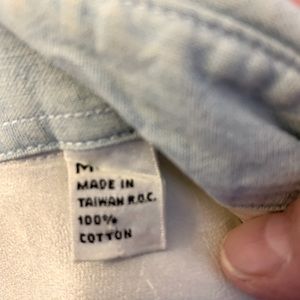 M
MADE IN
TAIWAN R.O.C.
100%
COTTON